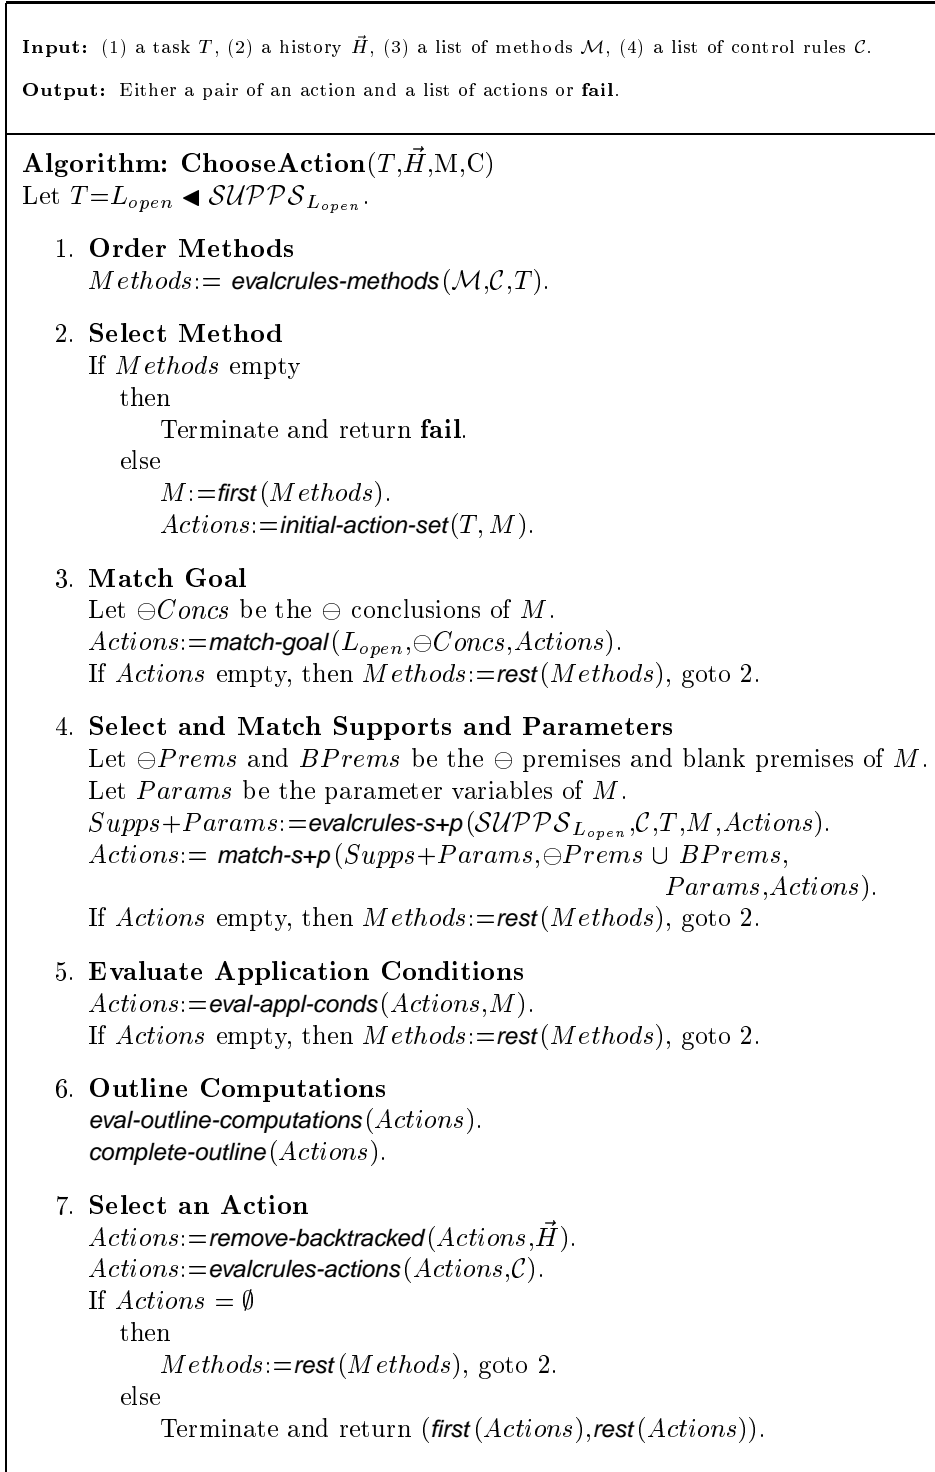 Input: (1) a task T, (2) a history H⃗, (3) a list of methods ℳ, (4) a list of control rules 𝒞.
Output: Either a pair of an action and a list of actions or fail.
Algorithm: ChooseAction(T,H⃗,M,C)
Let T=L_open ◄ 𝒮𝒰𝒫𝒫𝒮_L_open.
1. Order Methods
Methods:= evalcrules-methods(ℳ,𝒞,T).
2. Select Method
If Methods empty
then
Terminate and return fail.
else
M:=first(Methods).
Actions:=initial-action-set(T, M).
3. Match Goal
Let ⊖Concs be the ⊖ conclusions of M.
Actions:=match-goal(L_open,⊖Concs,Actions).
If Actions empty, then Methods:=rest(Methods), goto 2.
4. Select and Match Supports and Parameters
Let ⊖Prems and BPrems be the ⊖ premises and blank premises of M.
Let Params be the parameter variables of M.
Supps+Params:=evalcrules-s+p(𝒮𝒰𝒫𝒫𝒮_L_open,𝒞,T,M,Actions).
Actions:= match-s+p(Supps+Params,⊖Prems ∪ BPrems,
Params,Actions).
If Actions empty, then Methods:=rest(Methods), goto 2.
5. Evaluate Application Conditions
Actions:=eval-appl-conds(Actions,M).
If Actions empty, then Methods:=rest(Methods), goto 2.
6. Outline Computations
eval-outline-computations(Actions).
complete-outline(Actions).
7. Select an Action
Actions:=remove-backtracked(Actions,H⃗).
Actions:=evalcrules-actions(Actions,𝒞).
If Actions = ∅
then
Methods:=rest(Methods), goto 2.
else
Terminate and return (first(Actions),rest(Actions)).